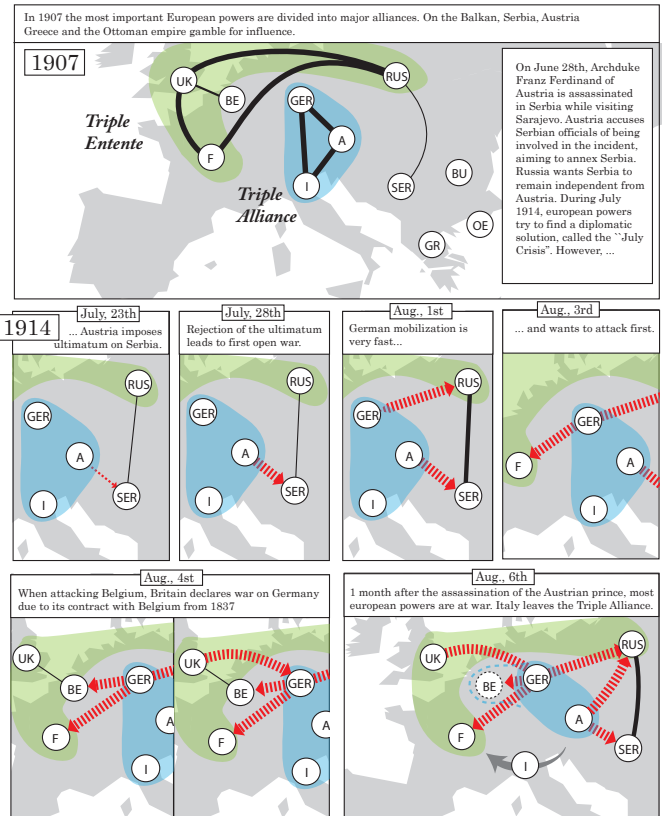 In 1907 the most important European powers are divided into major alliances. On the Balkan, Serbia, Austria
Greece and the Ottoman empire gamble for influence.
1907
UK
BE
RUS
GER
A
F
I
SER
BU
OE
GR
Triple
Entente
Triple
Alliance
On June 28th, Archduke
Franz Ferdinand of
Austria is assassinated
in Serbia while visiting
Sarajevo. Austria accuses
Serbian officials of being
involved in the incident,
aiming to annex Serbia.
Russia wants Serbia to
remain independent from
Austria. During July
1914, european powers
try to find a diplomatic
solution, called the ``July
Crisis”. However, ...
1914
July, 23th
... Austria imposes
ultimatum on Serbia.
RUS
GER
A
SER
I
July, 28th
Rejection of the ultimatum
leads to first open war.
RUS
GER
A
SER
I
Aug., 1st
German mobilization is
very fast...
RUS
GER
A
SER
I
Aug., 3rd
... and wants to attack first.
GER
F
A
I
Aug., 4st
When attacking Belgium, Britain declares war on Germany
due to its contract with Belgium from 1837
UK
BE
GER
F
A
I
UK
BE
GER
F
A
I
Aug., 6th
1 month after the assassination of the Austrian prince, most
european powers are at war. Italy leaves the Triple Alliance.
UK
RUS
BE
GER
F
A
SER
I